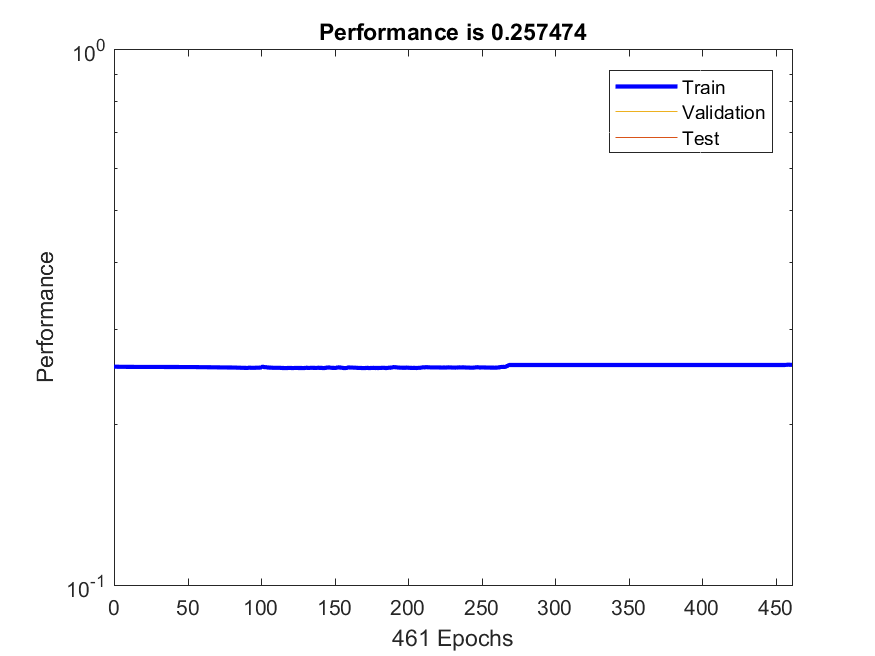 Performance is 0.257474
Train
Validation
Test
10^0
10^-1
Performance
0 50 100 150 200 250 300 350 400 450
461 Epochs